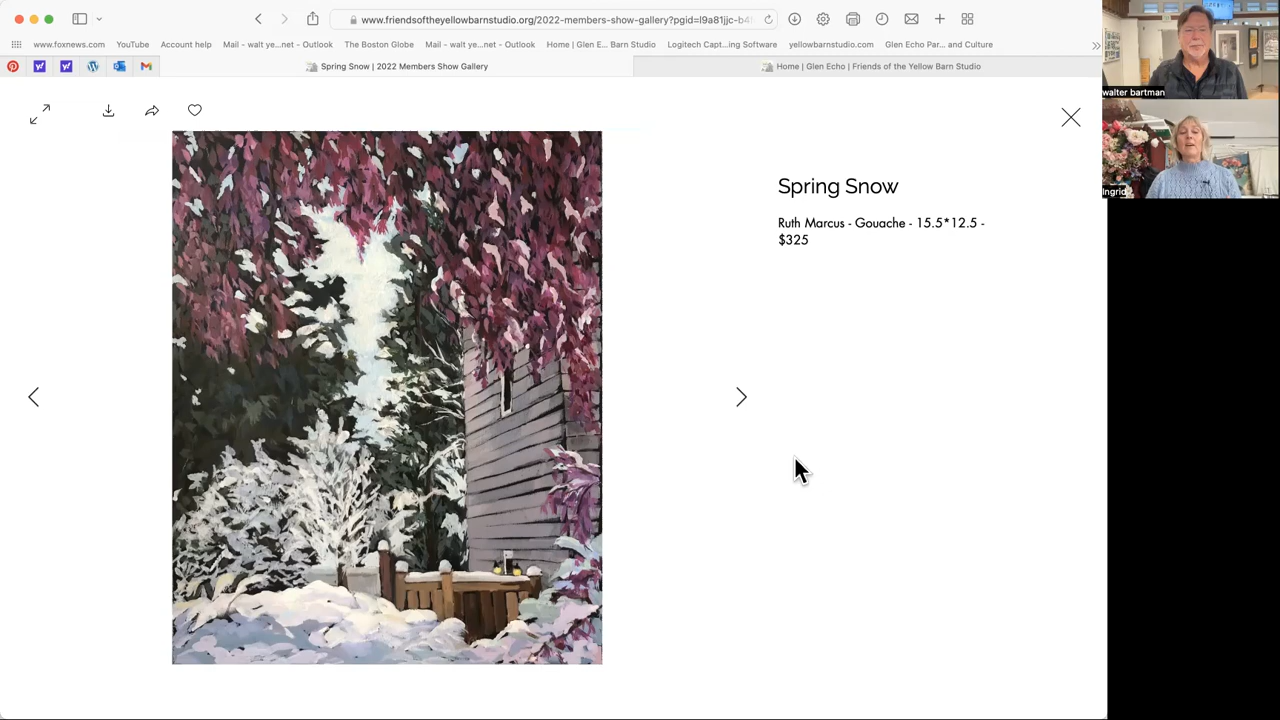 www.friendsoftheyellowbarnstudio.org/2022-members-show-gallery?pgid=l9a81jjc-b4
www.foxnews.com YouTube Account help Mail - walt ye...net - Outlook The Boston Globe Mail - walt ye...net - Outlook Home | Glen E... Barn Studio Logitech Capt...ing Software yellowbarnstudio.com Glen Echo Par... and Culture
Spring Snow | 2022 Members Show Gallery
Home | Glen Echo | Friends of the Yellow Barn Studio
walter bartman
Ingrid
Spring Snow
Ruth Marcus - Gouache - 15.5*12.5 -
$325